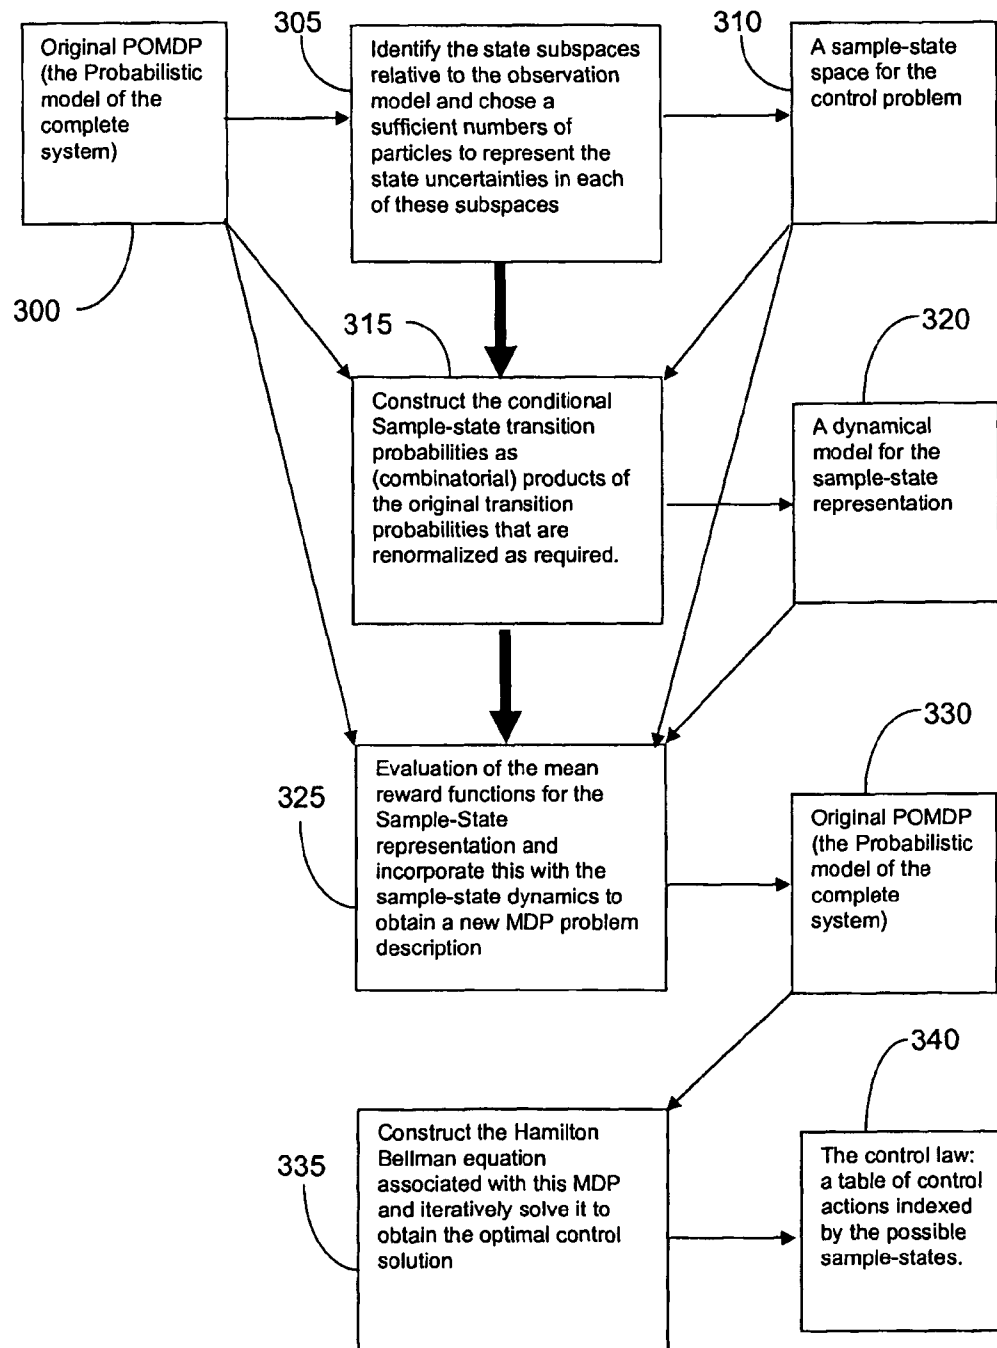 305
310
Original POMDP
(the Probabilistic
model of the
complete
system)
Identify the state subspaces
relative to the observation
model and chose a
sufficient numbers of
particles to represent the
state uncertainties in each
of these subspaces
A sample-state
space for the
control problem
300
315
320
Construct the conditional
Sample-state transition
probabilities as
(combinatorial) products of
the original transition
probabilities that are
renormalized as required.
A dynamical
model for the
sample-state
representation
330
325
Evaluation of the mean
reward functions for the
Sample-State
representation and
incorporate this with the
sample-state dynamics to
obtain a new MDP problem
description
Original POMDP
(the Probabilistic
model of the
complete
system)
340
335
Construct the Hamilton
Bellman equation
associated with this MDP
and iteratively solve it to
obtain the optimal control
solution
The control law:
a table of control
actions indexed
by the possible
sample-states.